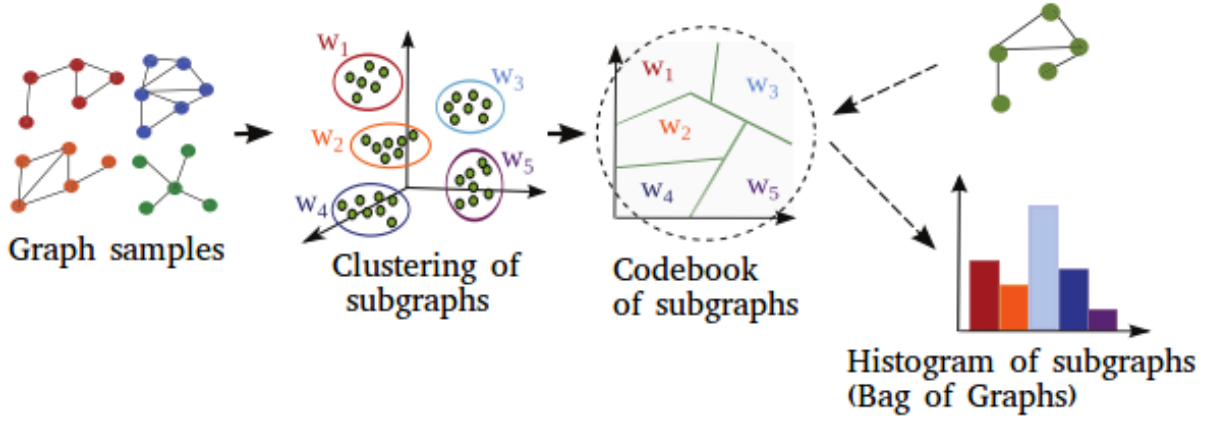 w1
w2
w3
w4
w5
Graph samples
Clustering of
subgraphs
w1
w2
w3
w4
w5
Codebook
of subgraphs
Histogram of subgraphs
(Bag of Graphs)